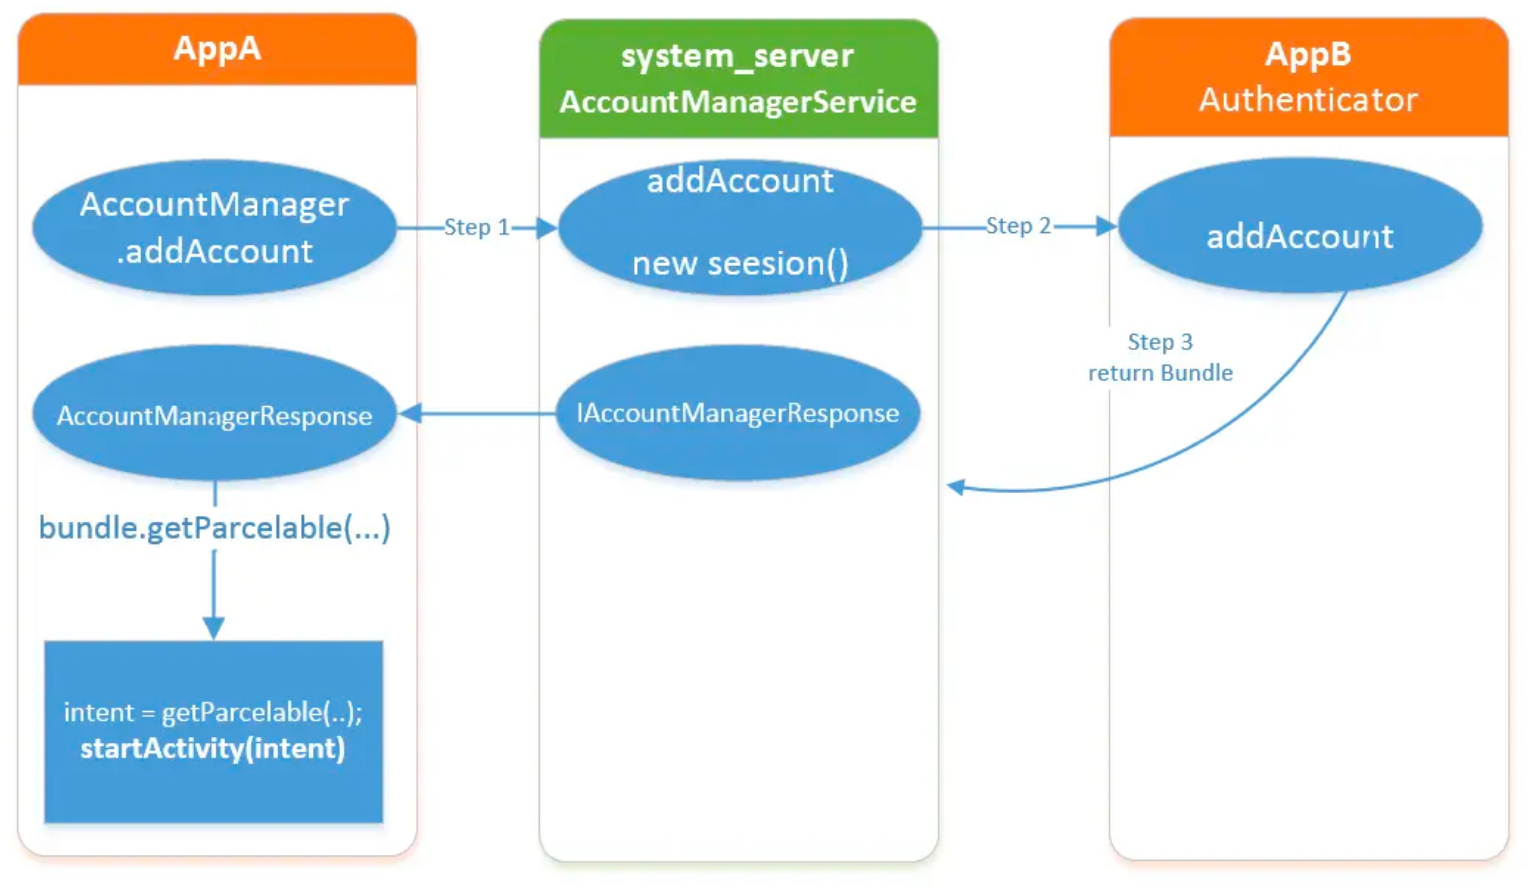 AppA
AccountManager
.addAccount
Step 1
AccountManagerResponse
bundle.getParcelable(...)
intent = getParcelable(..);
startActivity(intent)
system_server
AccountManagerService
addAccount
new seesion()
Step 2
IAccountManagerResponse
AppB
Authenticator
addAccount
Step 3
return Bundle